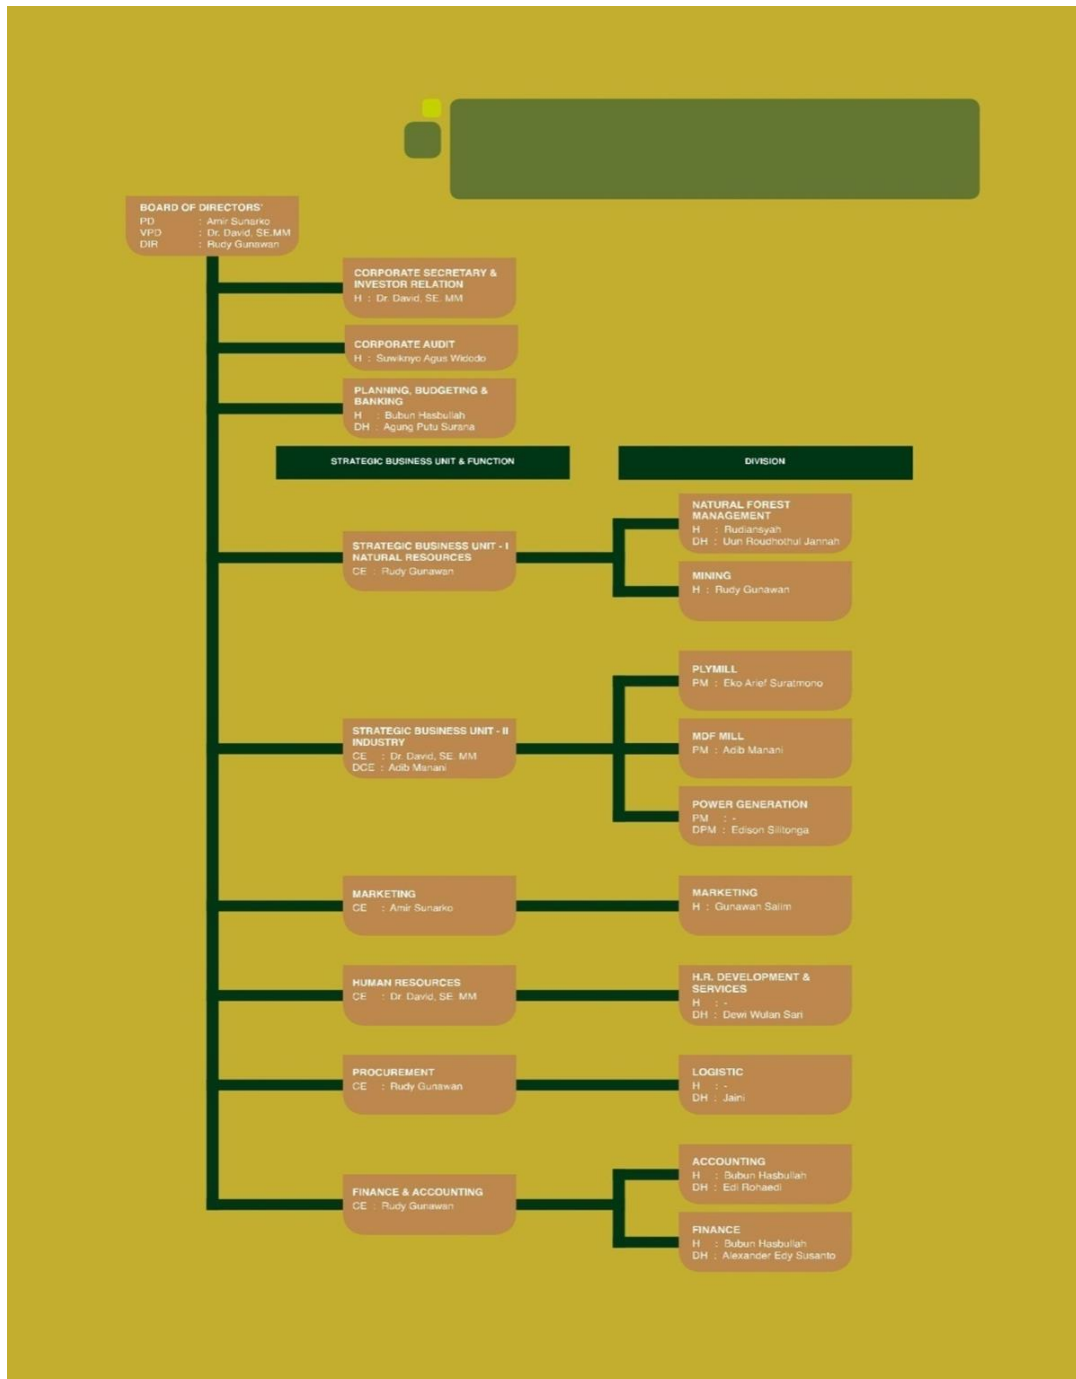 BOARD OF DIRECTORS'
PD : Amir Sunarko
VPD : Dr. David, SE.MM
DIR : Rudy Gunawan
CORPORATE SECRETARY &
INVESTOR RELATION
H : Dr. David, SE. MM
CORPORATE AUDIT
H : Suwiknyo Agus Widodo
PLANNING, BUDGETING &
BANKING
H : Bubun Hasbullah
DH : Agung Putu Surana
STRATEGIC BUSINESS UNIT & FUNCTION
DIVISION
STRATEGIC BUSINESS UNIT - I
NATURAL RESOURCES
CE : Rudy Gunawan
NATURAL FOREST
MANAGEMENT
H : Rudiansyah
DH : Uun Roudhothul Jannah
MINING
H : Rudy Gunawan
STRATEGIC BUSINESS UNIT - II
INDUSTRY
CE : Dr. David, SE. MM
DCE : Adib Manani
PLYMILL
PM : Eko Arief Suratmono
MDF MILL
PM : Adib Manani
POWER GENERATION
PM : -
DPM : Edison Silitonga
MARKETING
CE : Amir Sunarko
MARKETING
H : Gunawan Salim
HUMAN RESOURCES
CE : Dr. David, SE. MM
H.R. DEVELOPMENT &
SERVICES
H : -
DH : Dewi Wulan Sari
PROCUREMENT
CE : Rudy Gunawan
LOGISTIC
H : -
DH : Jaini
FINANCE & ACCOUNTING
CE : Rudy Gunawan
ACCOUNTING
H : Bubun Hasbullah
DH : Edi Rohaedi
FINANCE
H : Bubun Hasbullah
DH : Alexander Edy Susanto